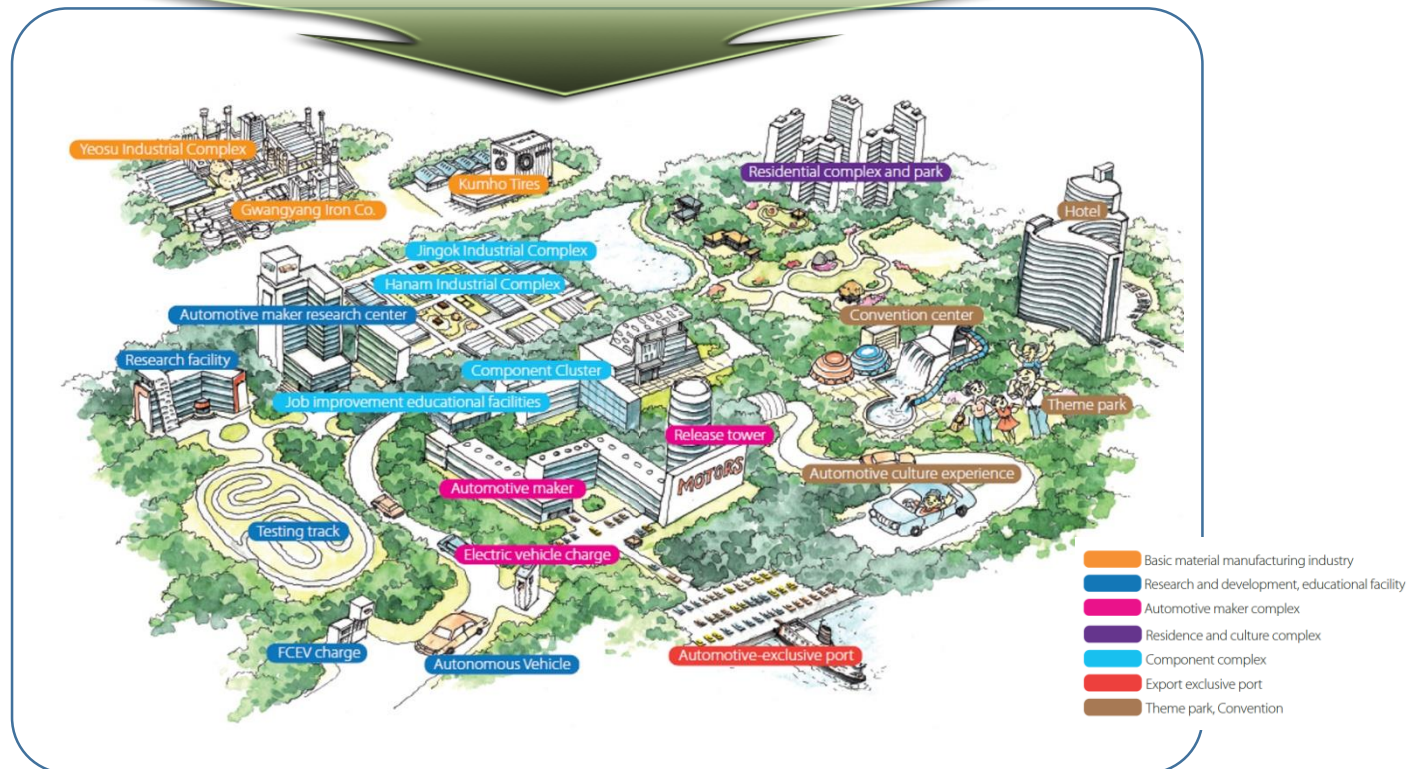 Yeosu Industrial Complex
Kumho Tires
Residential complex and park
Gwangyang Iron Co.
Hotel
Jingok Industrial Complex
Hanam Industrial Complex
Automotive maker research center
Convention center
Research facility
Component Cluster
Job improvement educational facilities
Theme park
Release tower
MOTORS
Automotive culture experience
Automotive maker
Testing track
Electric vehicle charge
FCEV charge
Autonomous Vehicle
Automotive-exclusive port
Basic material manufacturing industry
Research and development, educational facility
Automotive maker complex
Residence and culture complex
Component complex
Export exclusive port
Theme park, Convention